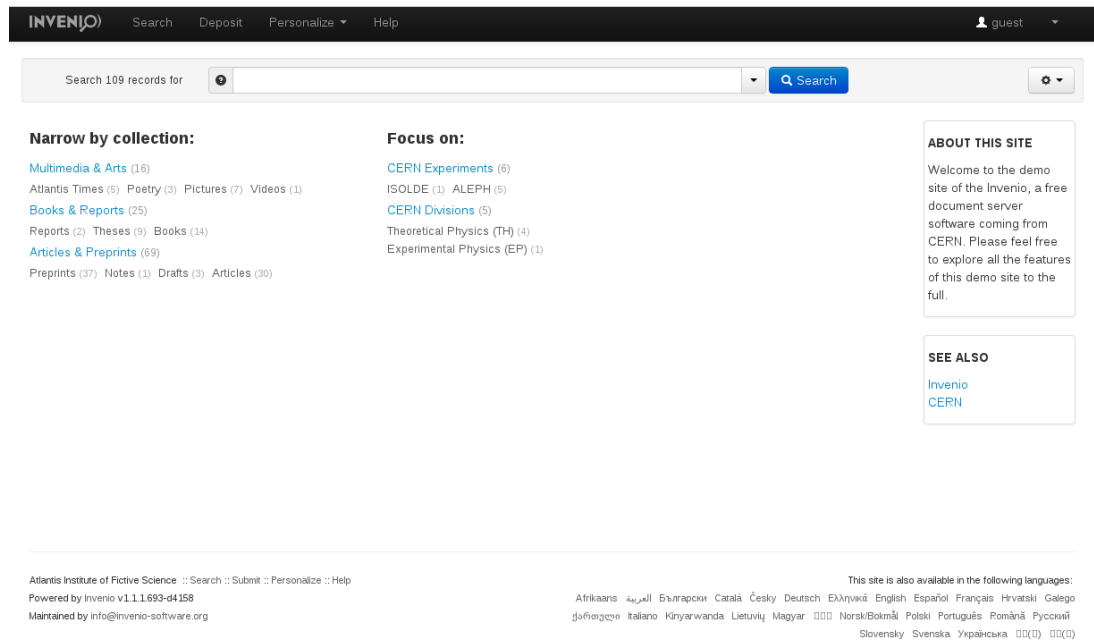 INVENIO Search Deposit Personalize Help guest
Search 109 records for Search
Narrow by collection:
Multimedia & Arts (16)
Atlantis Times (5) Poetry (3) Pictures (7) Videos (1)
Books & Reports (25)
Reports (2) Theses (9) Books (14)
Articles & Preprints (69)
Preprints (37) Notes (1) Drafts (3) Articles (30)
Focus on:
CERN Experiments (6)
ISOLDE (1) ALEPH (5)
CERN Divisions (5)
Theoretical Physics (TH) (4)
Experimental Physics (EP) (1)
ABOUT THIS SITE
Welcome to the demo
site of the Invenio, a free
document server
software coming from
CERN. Please feel free
to explore all the features
of this demo site to the
full.
SEE ALSO
Invenio
CERN
Atlantis Institute of Fictive Science :: Search :: Submit :: Personalize :: Help
Powered by Invenio v1.1.1.693-d4158
Maintained by info@invenio-software.org
This site is also available in the following languages:
Afrikaans العربية Български Català Česky Deutsch Ελληνικά English Español Français Hrvatski Galego
ქართული Italiano Kinyarwanda Lietuvių Magyar Norsk/Bokmål Polski Português Română Русский
Slovensky Svenska Українська